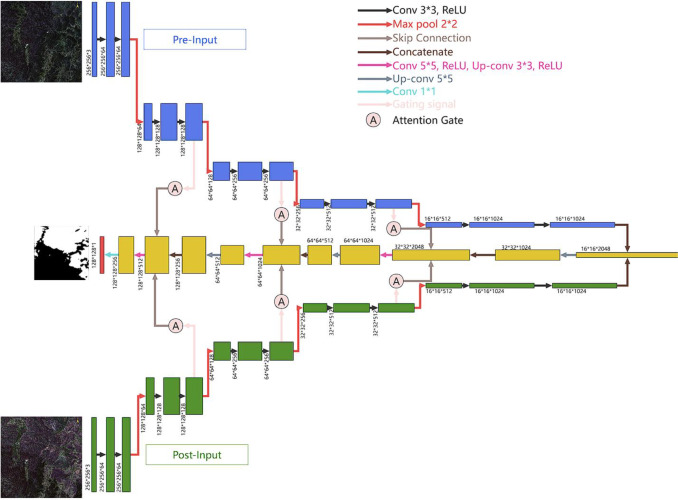 Conv 3*3, ReLU
Max pool 2*2
Skip Connection
Concatenate
Conv 5*5, ReLU, Up-conv 3*3, ReLU
Up-conv 5*5
Conv 1*1
Gating signal
A Attention Gate
Pre-Input
256*256*3
256*256*64
256*256*64
128*128*64
128*128*128
128*128*128
64*64*128
64*64*256
64*64*256
32*32*256
32*32*512
32*32*512
16*16*512
16*16*1024
16*16*1024
A
A
A
128*128*1
128*128*256
128*128*512
128*128*256
64*64*512
64*64*1024
64*64*512
64*64*1024
32*32*2048
32*32*1024
16*16*2048
A
A
A
16*16*512
16*16*1024
16*16*1024
32*32*256
32*32*512
32*32*512
64*64*128
64*64*256
64*64*256
128*128*64
128*128*128
128*128*128
256*256*3
256*256*64
256*256*64
Post-Input